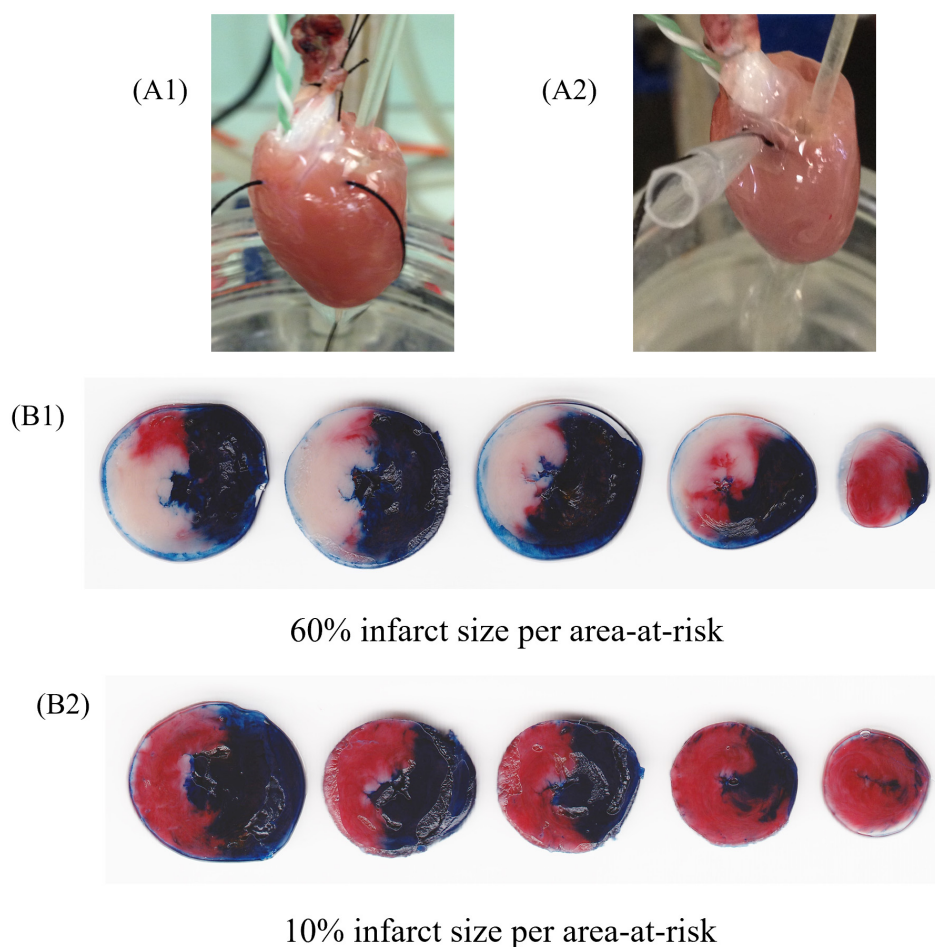 (A1)
(A2)
(B1)
60% infarct size per area-at-risk
(B2)
10% infarct size per area-at-risk